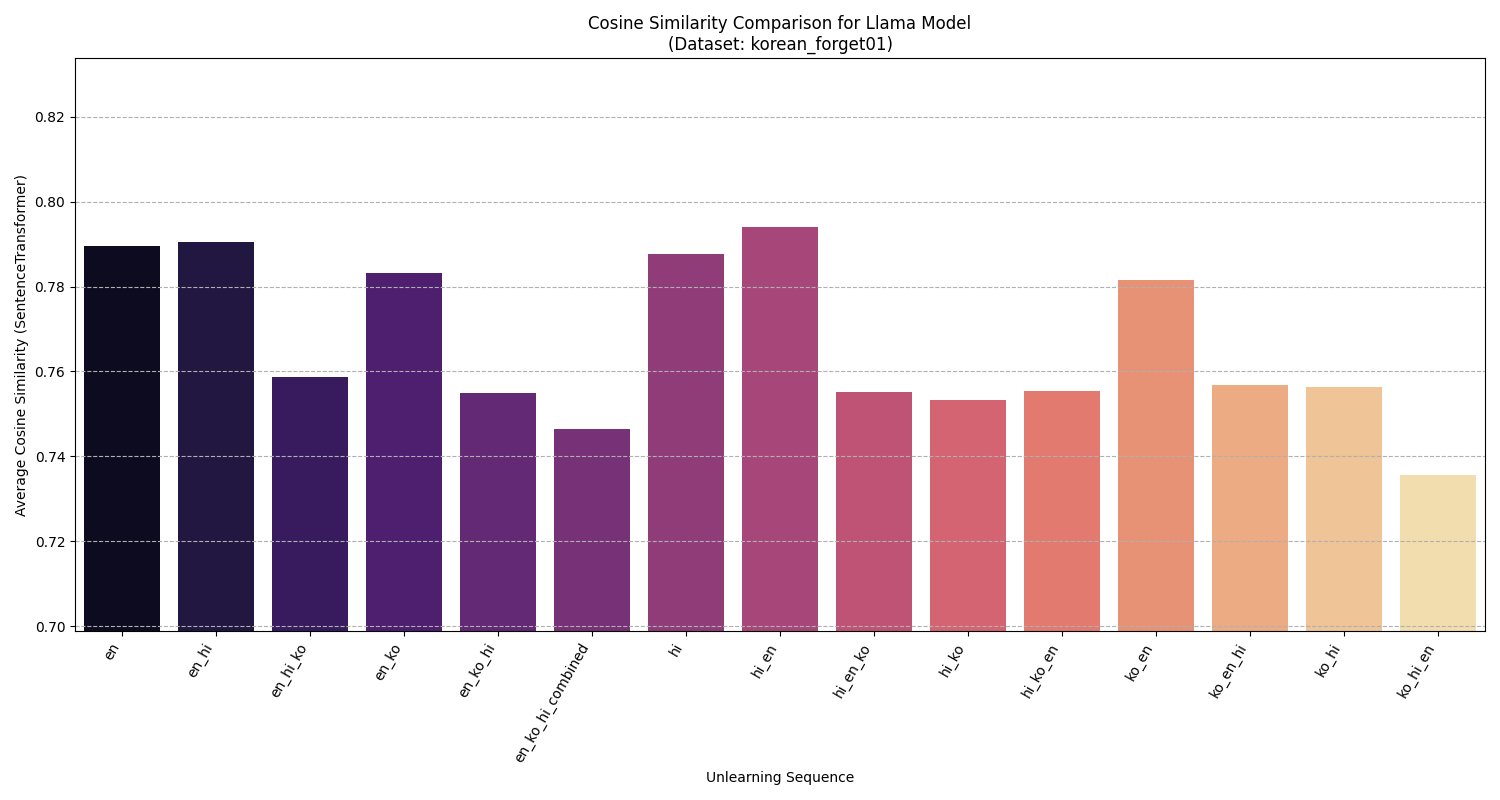 Cosine Similarity Comparison for Llama Model
(Dataset: korean_forget01)
Average Cosine Similarity (SentenceTransformer)
0.82
0.80
0.78
0.76
0.74
0.72
0.70
en
en_hi
en_hi_ko
en_ko
en_ko_hi
en_ko_hi_combined
hi
hi_en
hi_en_ko
hi_ko
hi_ko_en
ko_en
ko_en_hi
ko_hi
ko_hi_en
Unlearning Sequence